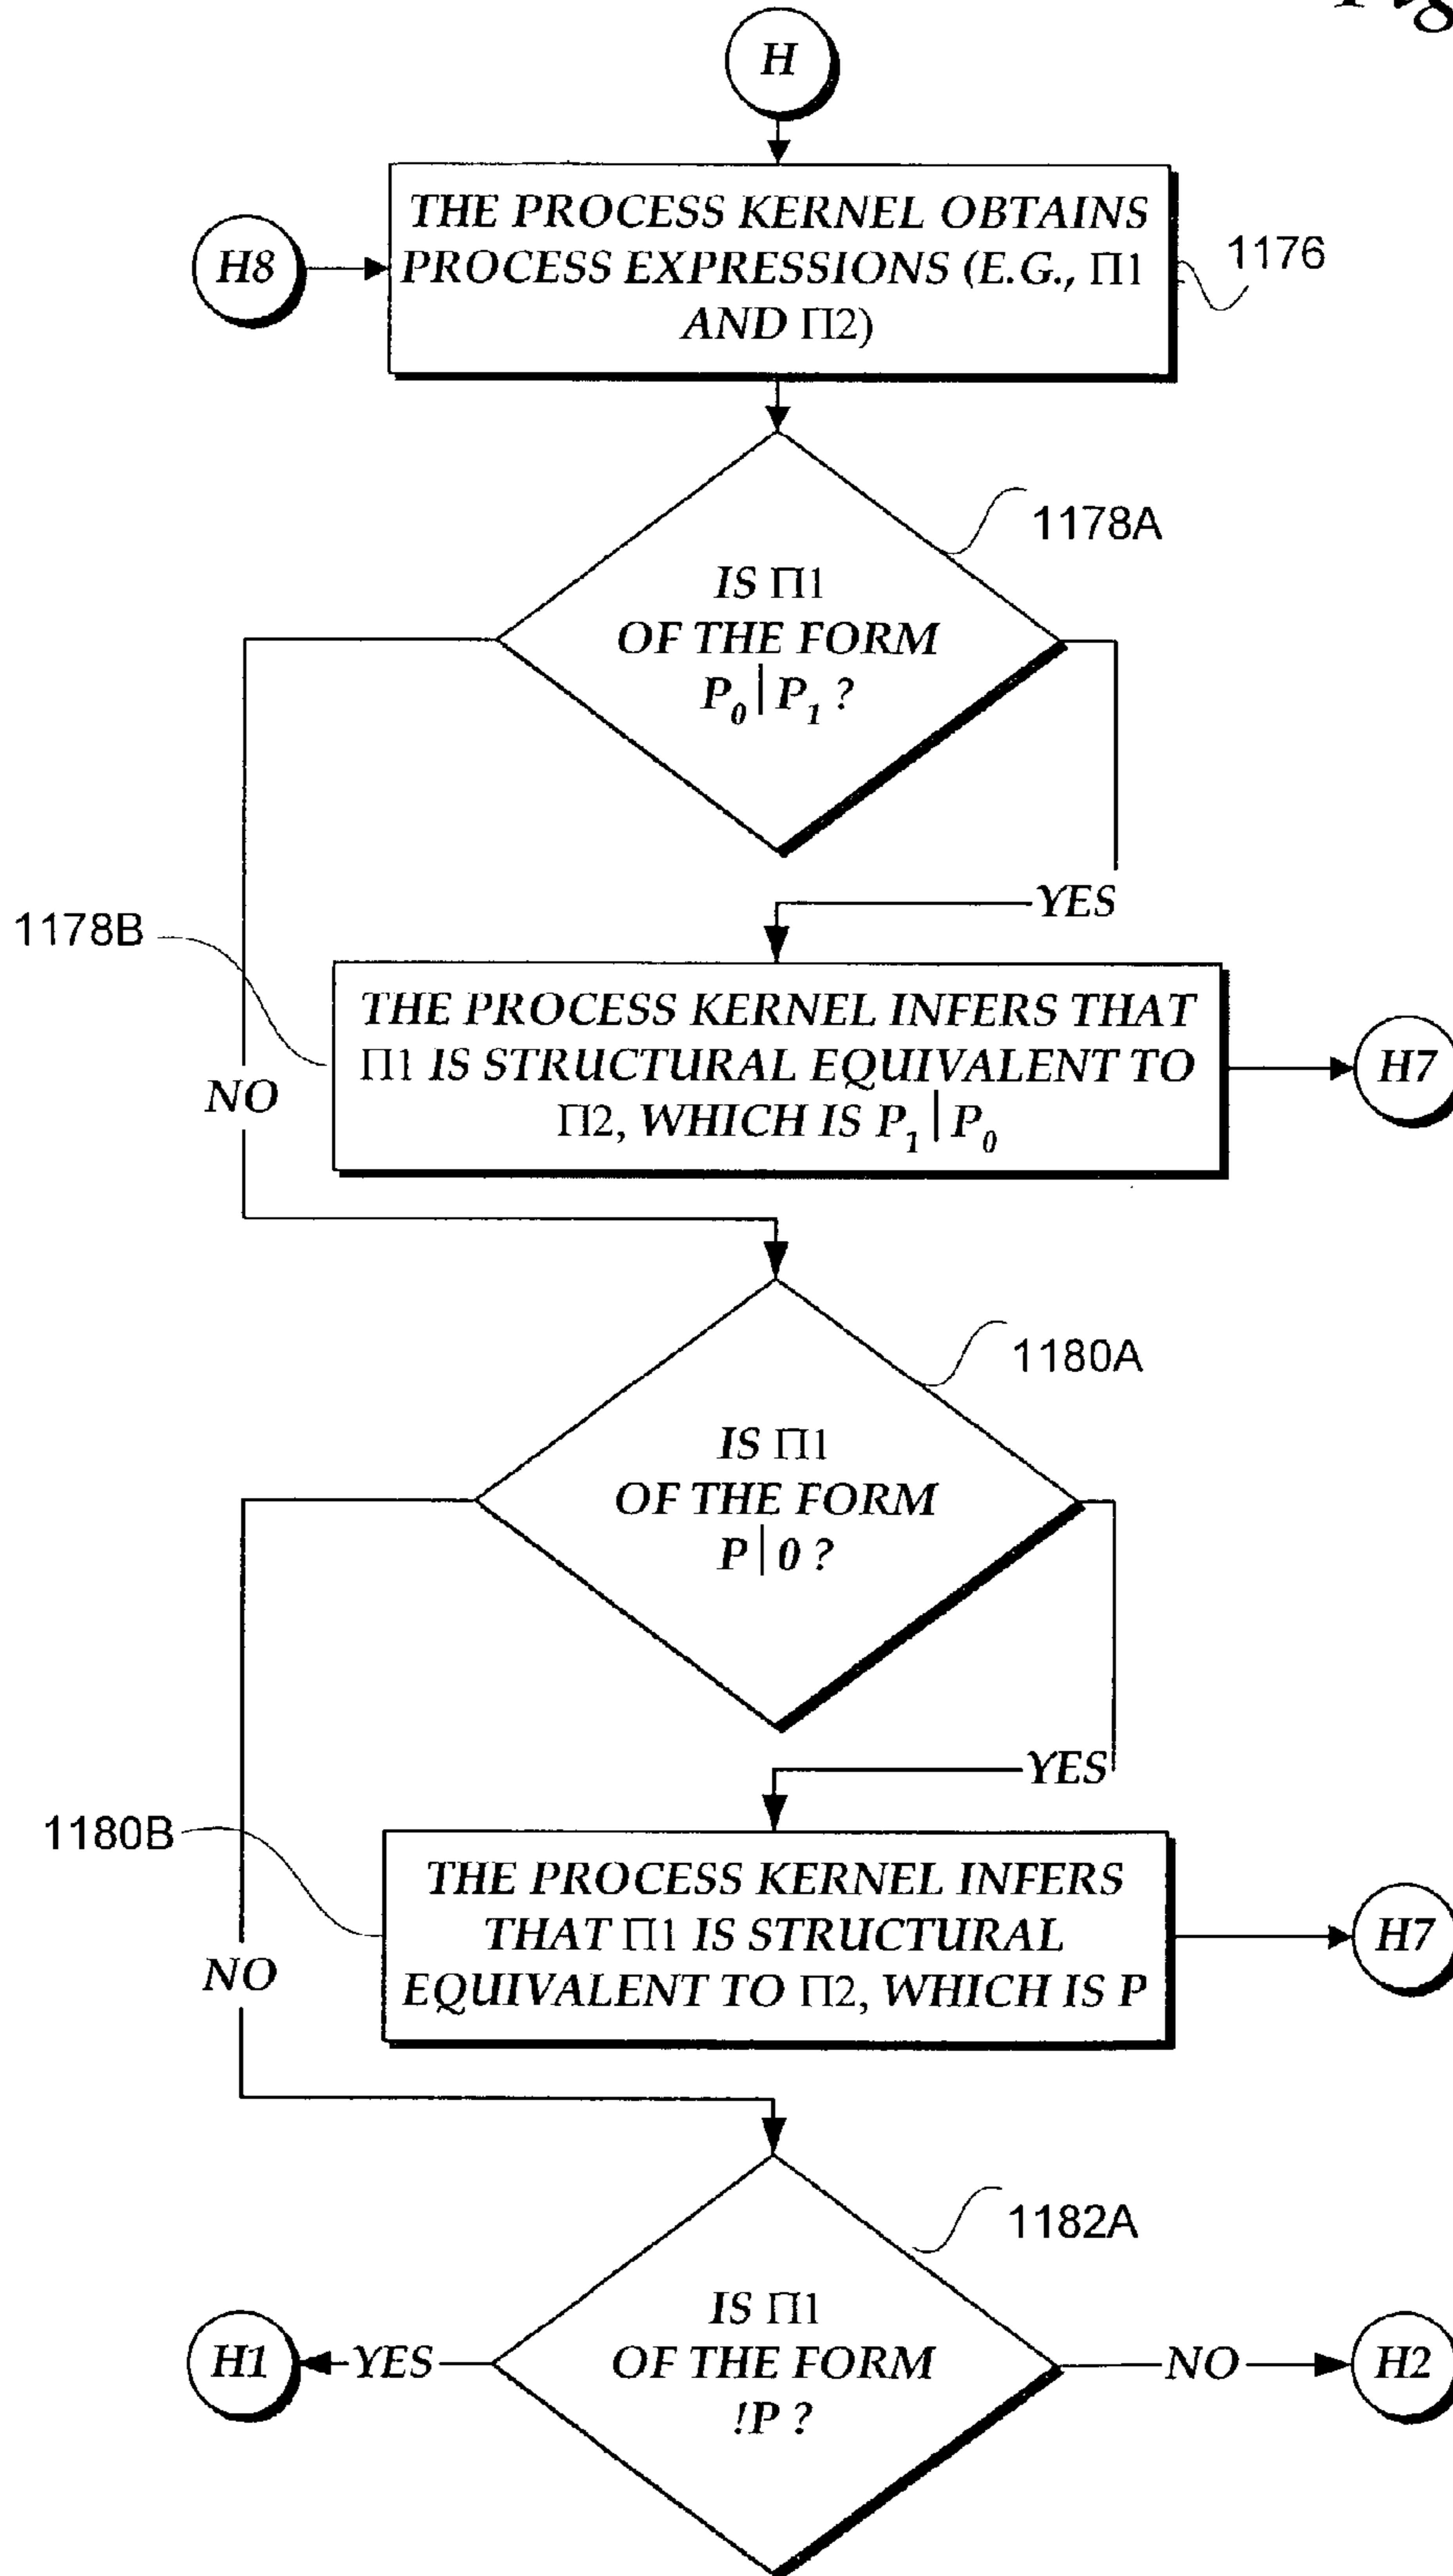 H
THE PROCESS KERNEL OBTAINS
H8
PROCESS EXPRESSIONS (E.G., Π1
1176
AND Π2)
1178A
IS Π1
OF THE FORM
P₀|P₁ ?
YES
1178B
THE PROCESS KERNEL INFERS THAT
Π1 IS STRUCTURAL EQUIVALENT TO
H7
NO
Π2, WHICH IS P₁|P₀
1180A
IS Π1
OF THE FORM
P|0 ?
YES
1180B
THE PROCESS KERNEL INFERS
THAT Π1 IS STRUCTURAL
H7
NO
EQUIVALENT TO Π2, WHICH IS P
1182A
IS Π1
H1
YES
OF THE FORM
NO
H2
!P ?